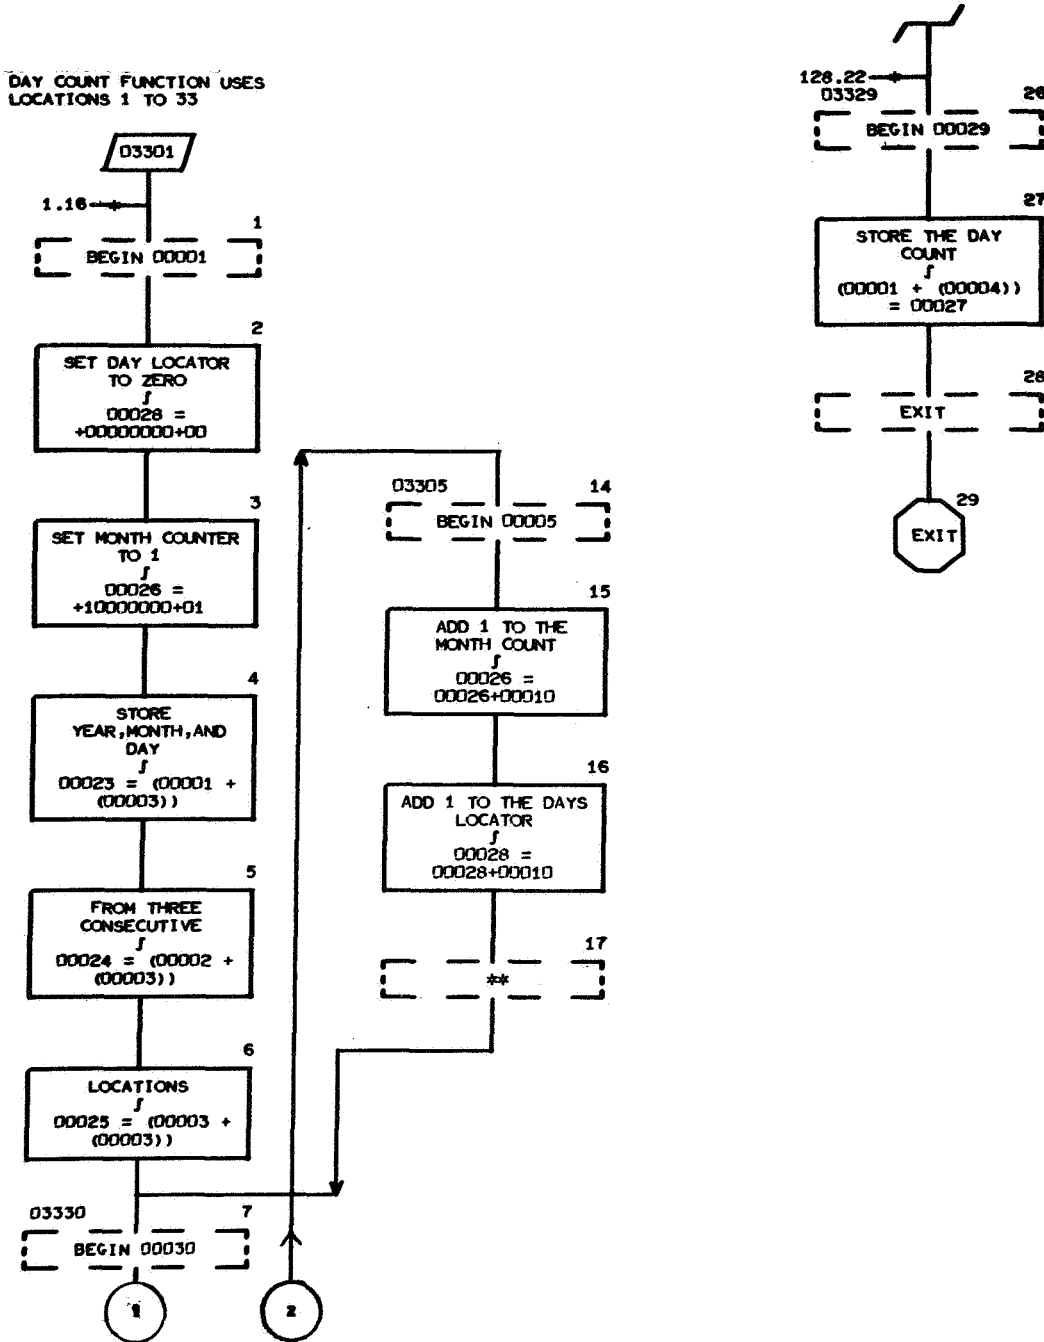 DAY COUNT FUNCTION USES
LOCATIONS 1 TO 33
03301
1.16
1
BEGIN 00001
2
SET DAY LOCATOR
TO ZERO
∫
00028 =
+00000000+00
3
SET MONTH COUNTER
TO 1
∫
00026 =
+10000000+01
4
STORE
YEAR,MONTH,AND
DAY
∫
00023 = (00001 +
(00003))
5
FROM THREE
CONSECUTIVE
∫
00024 = (00002 +
(00003))
6
LOCATIONS
∫
00025 = (00003 +
(00003))
03330
7
BEGIN 00030
1
2
03305
14
BEGIN 00005
15
ADD 1 TO THE
MONTH COUNT
∫
00026 =
00026+00010
16
ADD 1 TO THE DAYS
LOCATOR
∫
00028 =
00028+00010
17
**
128.22
03329
26
BEGIN 00029
27
STORE THE DAY
COUNT
∫
(00001 + (00004))
= 00027
28
EXIT
29
EXIT